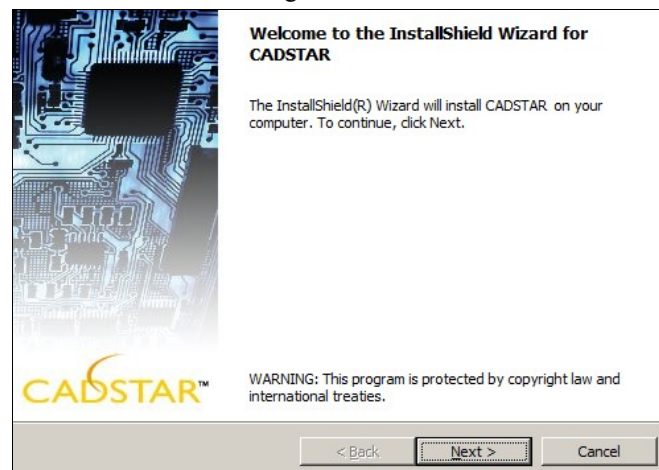 Welcome to the InstallShield Wizard for
CADSTAR
The InstallShield(R) Wizard will install CADSTAR on your
computer. To continue, click Next.
CADSTAR™
WARNING: This program is protected by copyright law and
international treaties.
< Back
Next >
Cancel